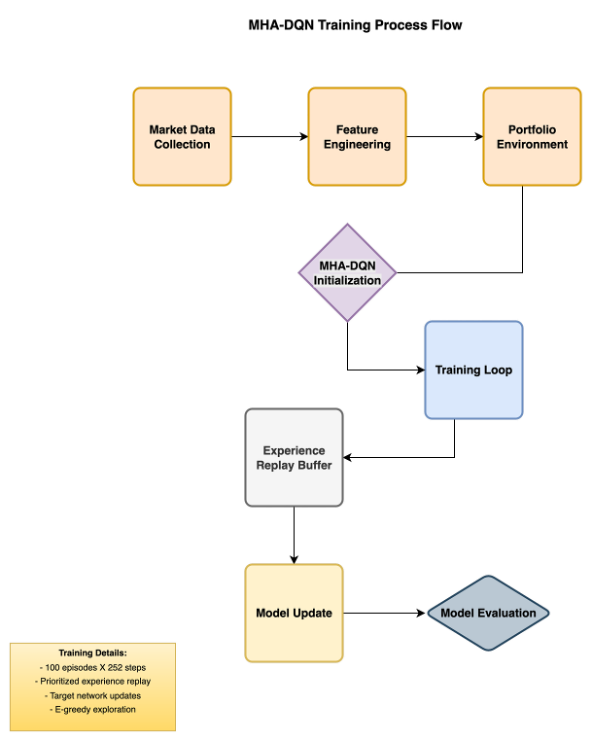 MHA-DQN Training Process Flow
Market Data
Collection
Feature
Engineering
Portfolio
Environment
MHA-DQN
Initialization
Training Loop
Experience
Replay Buffer
Model Update
Model Evaluation
Training Details:
- 100 episodes X 252 steps
- Prioritized experience replay
- Target network updates
- E-greedy exploration